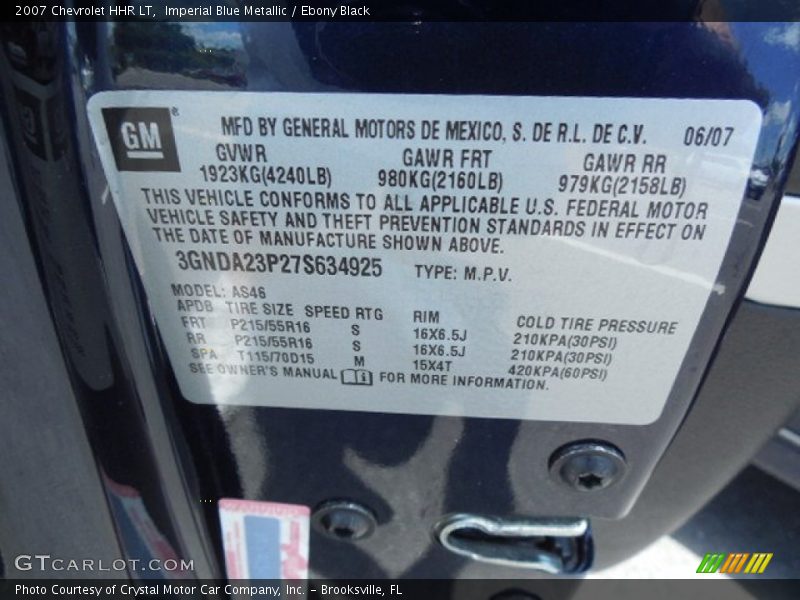 2007 Chevrolet HHR LT, Imperial Blue Metallic / Ebony Black
GM®
MFD BY GENERAL MOTORS DE MEXICO, S. DE R.L. DE C.V. 06/07
GVWR GAWR FRT GAWR RR
1923KG(4240LB) 980KG(2160LB) 979KG(2158LB)
THIS VEHICLE CONFORMS TO ALL APPLICABLE U.S. FEDERAL MOTOR
VEHICLE SAFETY AND THEFT PREVENTION STANDARDS IN EFFECT ON
THE DATE OF MANUFACTURE SHOWN ABOVE.
3GNDA23P27S634925 TYPE: M.P.V.
MODEL: AS46
APDB TIRE SIZE SPEED RTG RIM COLD TIRE PRESSURE
FRT P215/55R16 S 16X6.5J 210KPA(30PSI)
RR P215/55R16 S 16X6.5J 210KPA(30PSI)
SPA T115/70D15 M 15X4T 420KPA(60PSI)
SEE OWNER'S MANUAL FOR MORE INFORMATION.
GTCARLOT.COM
Photo Courtesy of Crystal Motor Car Company, Inc. - Brooksville, FL